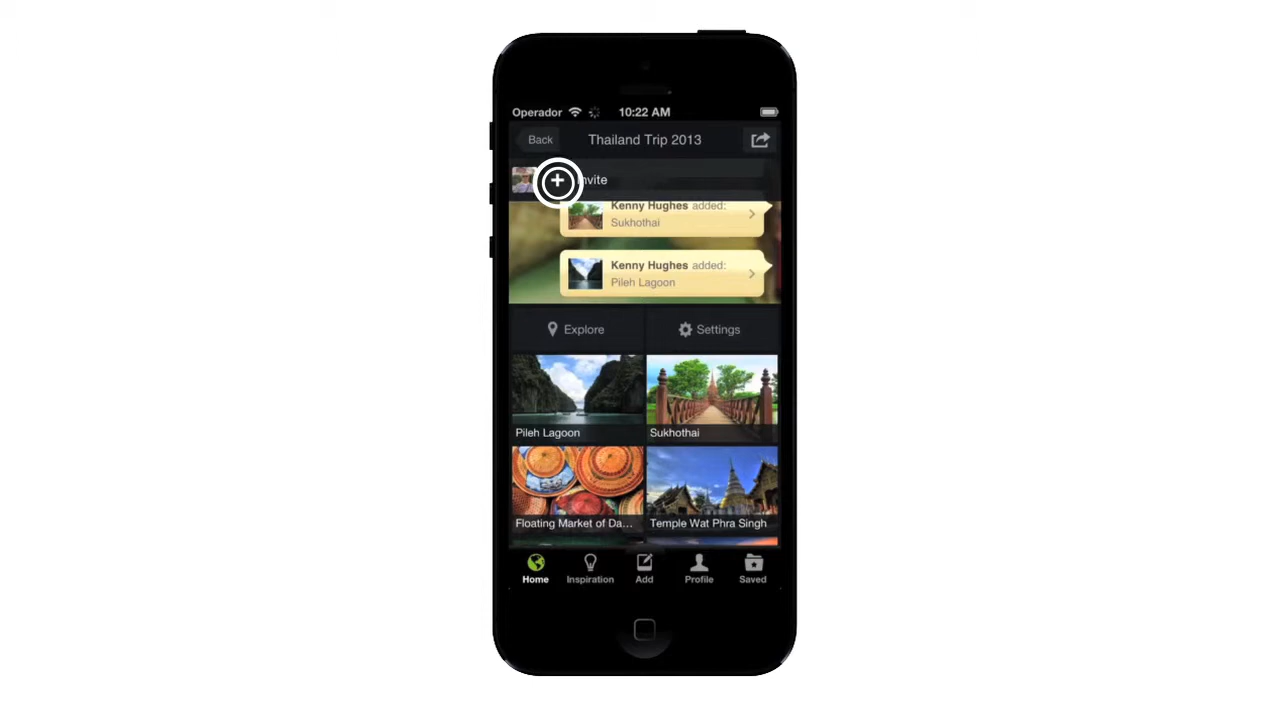 Operador 10:22 AM
Back Thailand Trip 2013
+ Invite
Kenny Hughes added:
Sukhothai
Kenny Hughes added:
Pileh Lagoon
Explore Settings
Pileh Lagoon Sukhothai
Floating Market of Da... Temple Wat Phra Singh
Home Inspiration Add Profile Saved